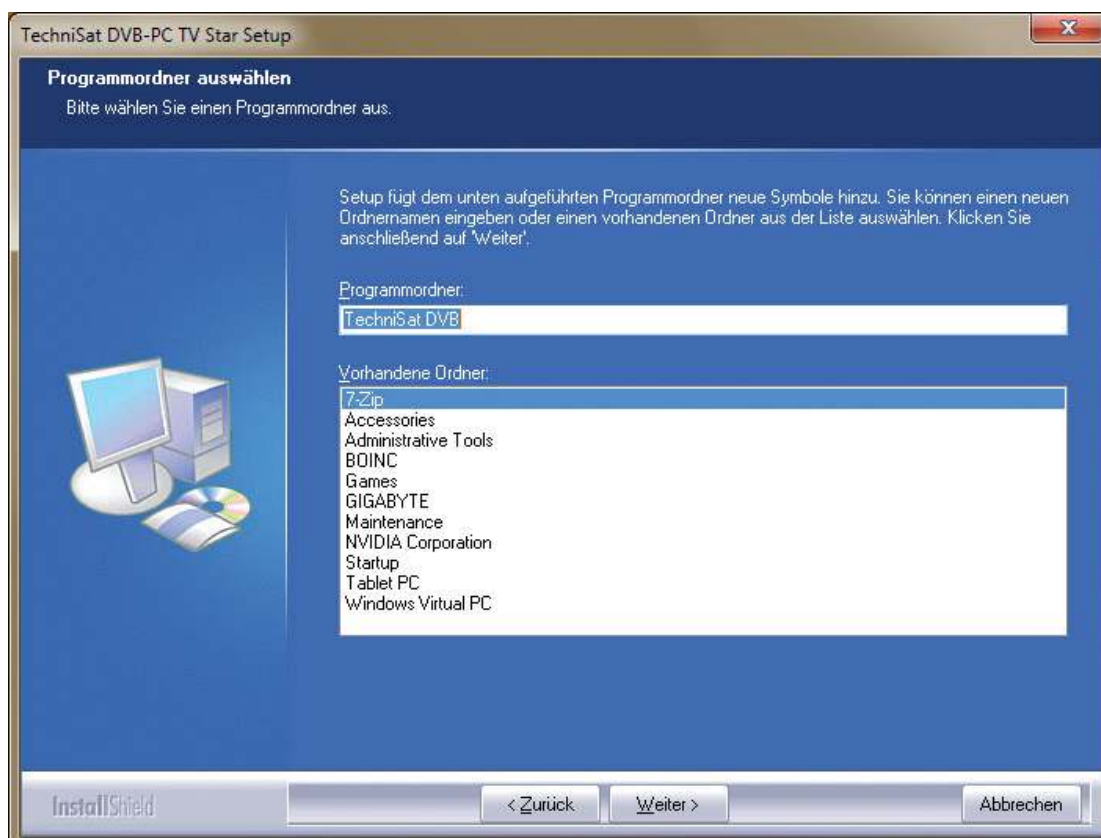 TechniSat DVB-PC TV Star Setup
Programmordner auswählen
Bitte wählen Sie einen Programmordner aus.
Setup fügt dem unten aufgeführten Programmordner neue Symbole hinzu. Sie können einen neuen
Ordnernamen eingeben oder einen vorhandenen Ordner aus der Liste auswählen. Klicken Sie
anschließend auf 'Weiter'.
Programmordner:
TechniSat DVB
Vorhandene Ordner:
7-Zip
Accessories
Administrative Tools
BOINC
Games
GIGABYTE
Maintenance
NVIDIA Corporation
Startup
Tablet PC
Windows Virtual PC
InstallShield
< Zurück
Weiter >
Abbrechen